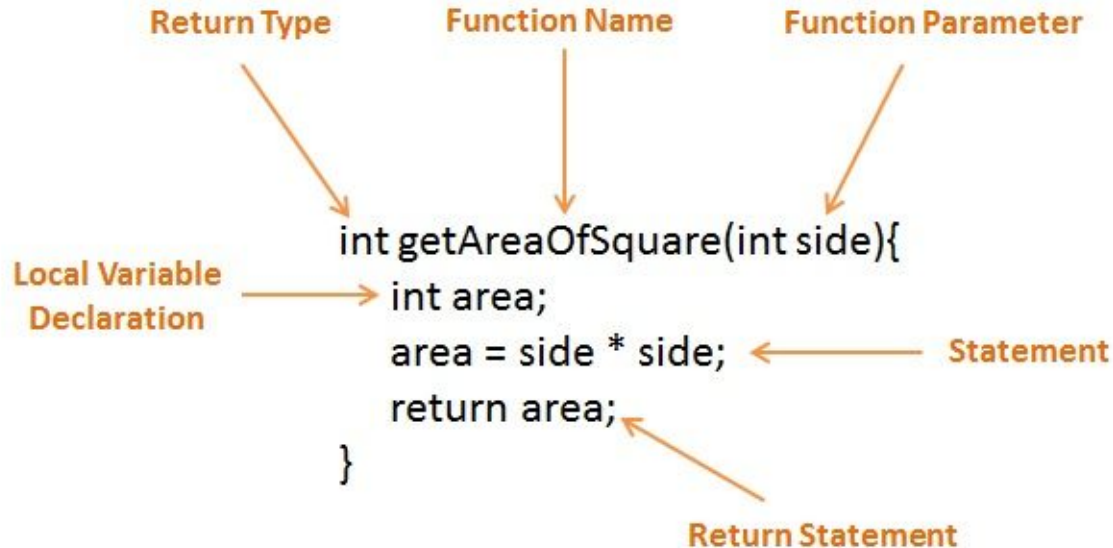 Return Type
Function Name
Function Parameter
int getAreaOfSquare(int side){
Local Variable
Declaration
int area;
area = side * side;
Statement
return area;
}
Return Statement